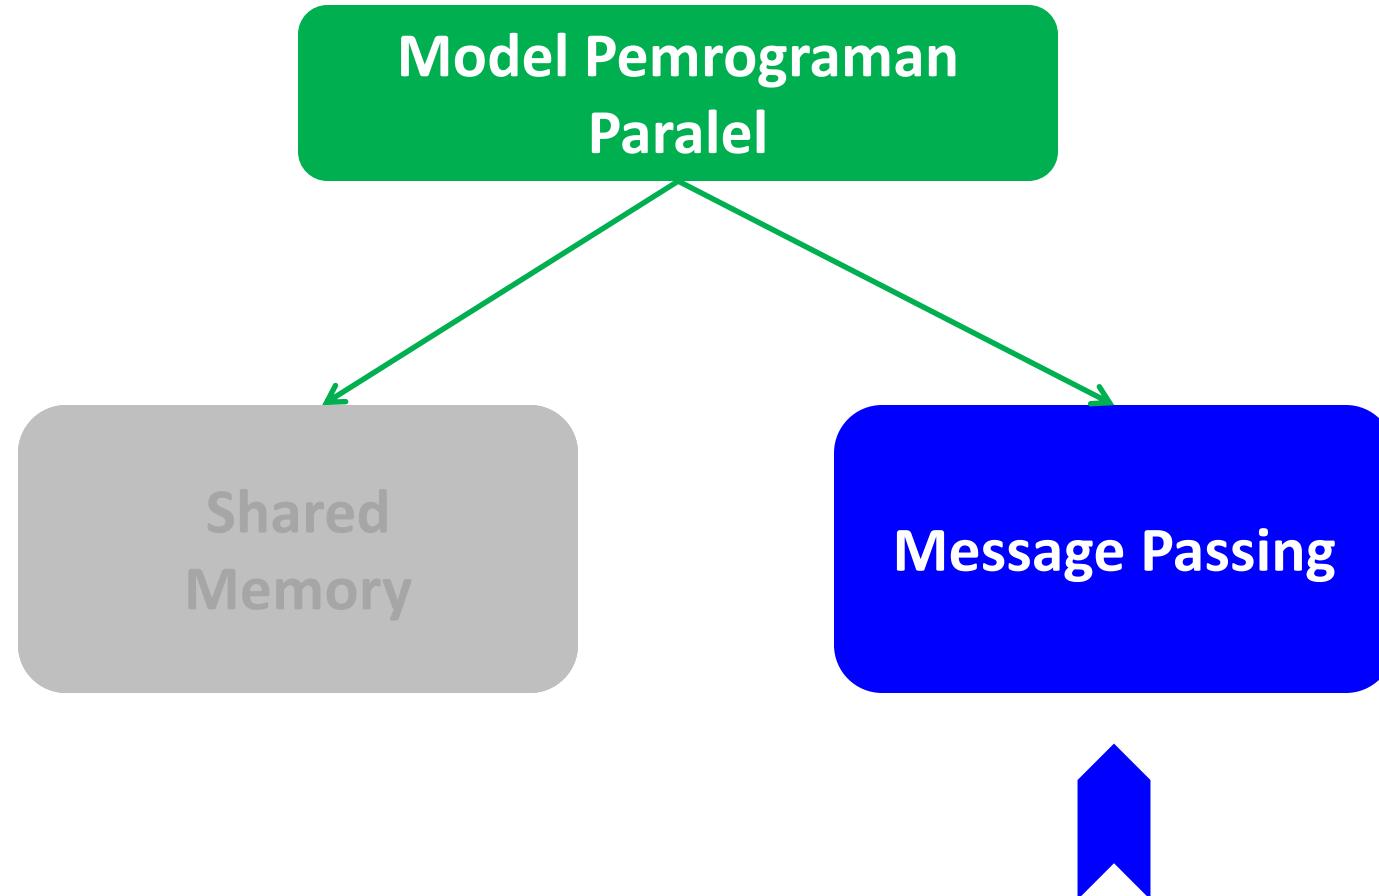 Model Pemrograman
Paralel
Shared
Memory
Message Passing